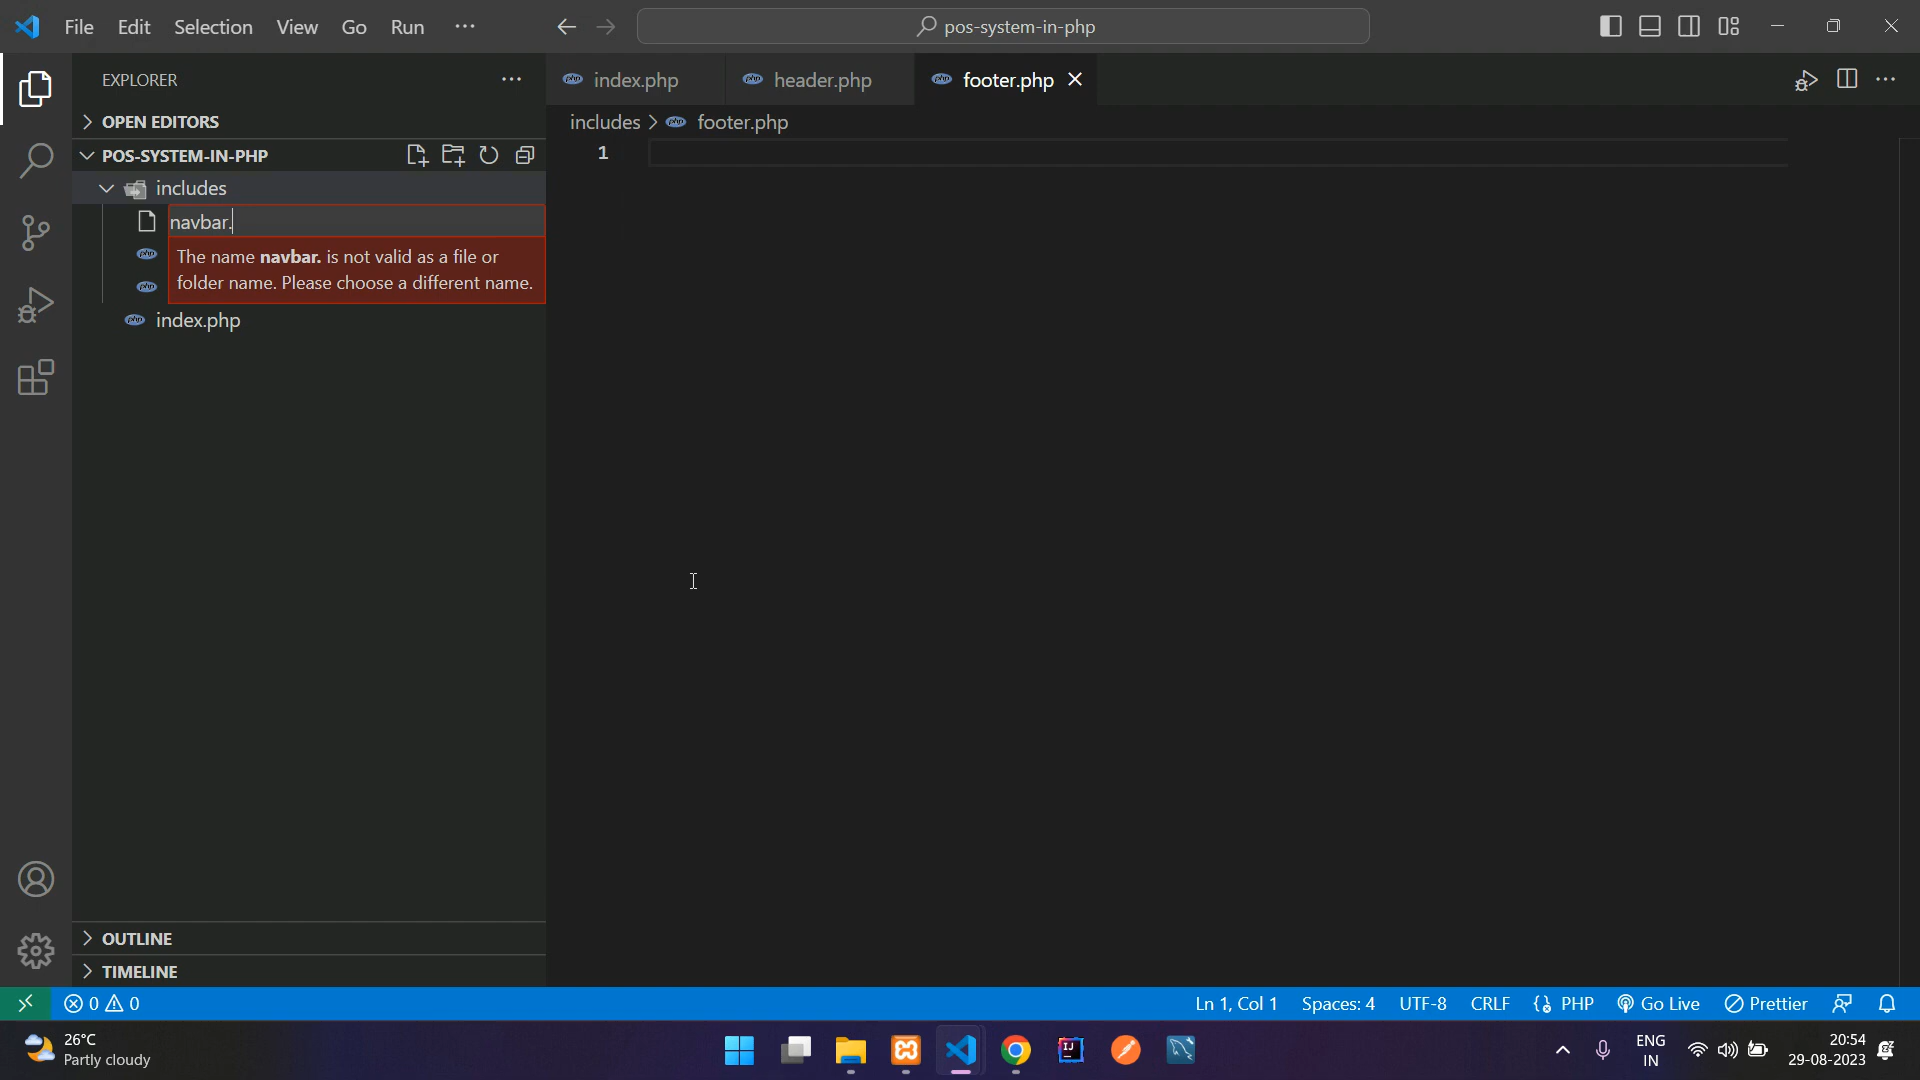 File Edit Selection View Go Run ···
pos-system-in-php
EXPLORER ···
index.php header.php footer.php
OPEN EDITORS
includes > footer.php
POS-SYSTEM-IN-PHP
1
includes
navbar.
The name navbar. is not valid as a file or
folder name. Please choose a different name.
index.php
OUTLINE
TIMELINE
0 0
Ln 1, Col 1 Spaces: 4 UTF-8 CRLF {} PHP Go Live Prettier
26°C
Partly cloudy
ENG
IN
20:54
29-08-2023